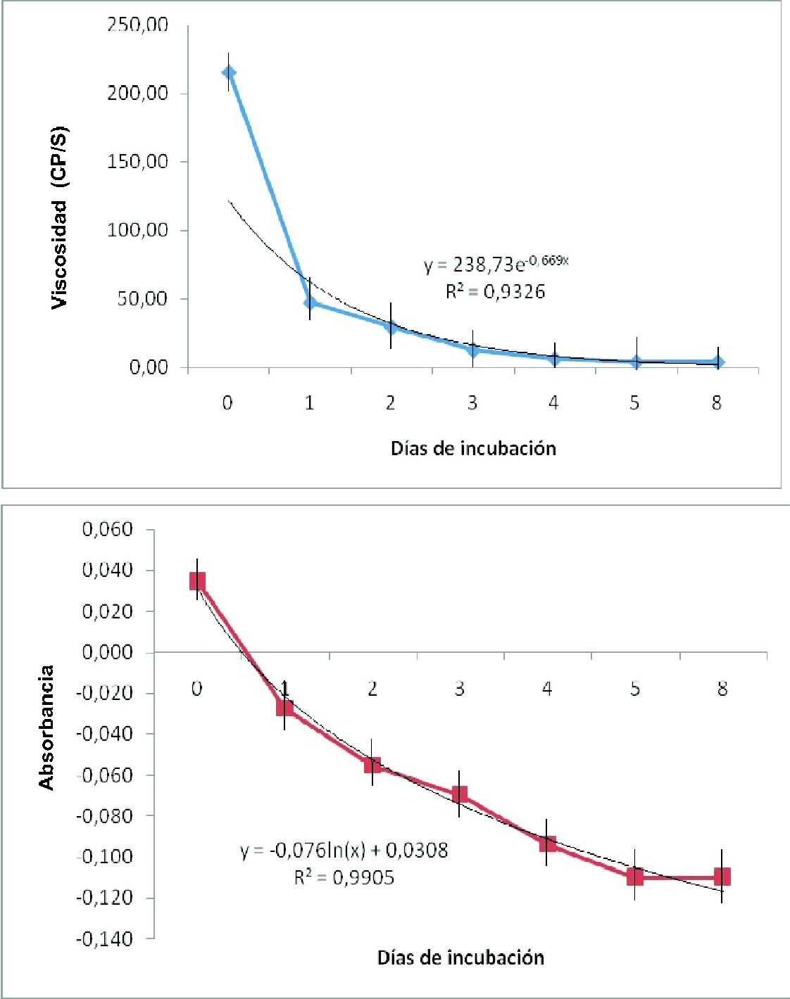 250,00
200,00
150,00
100,00
50,00
0,00
Viscosidad (CP/S)
y = 238,73e-0,669x
R² = 0,9326
0 1 2 3 4 5 8
Días de incubación
0,060
0,040
0,020
0,000
-0,020
-0,040
-0,060
-0,080
-0,100
-0,120
-0,140
Absorbancia
0 1 2 3 4 5 8
y = -0,076ln(x) + 0,0308
R² = 0,9905
Días de incubación